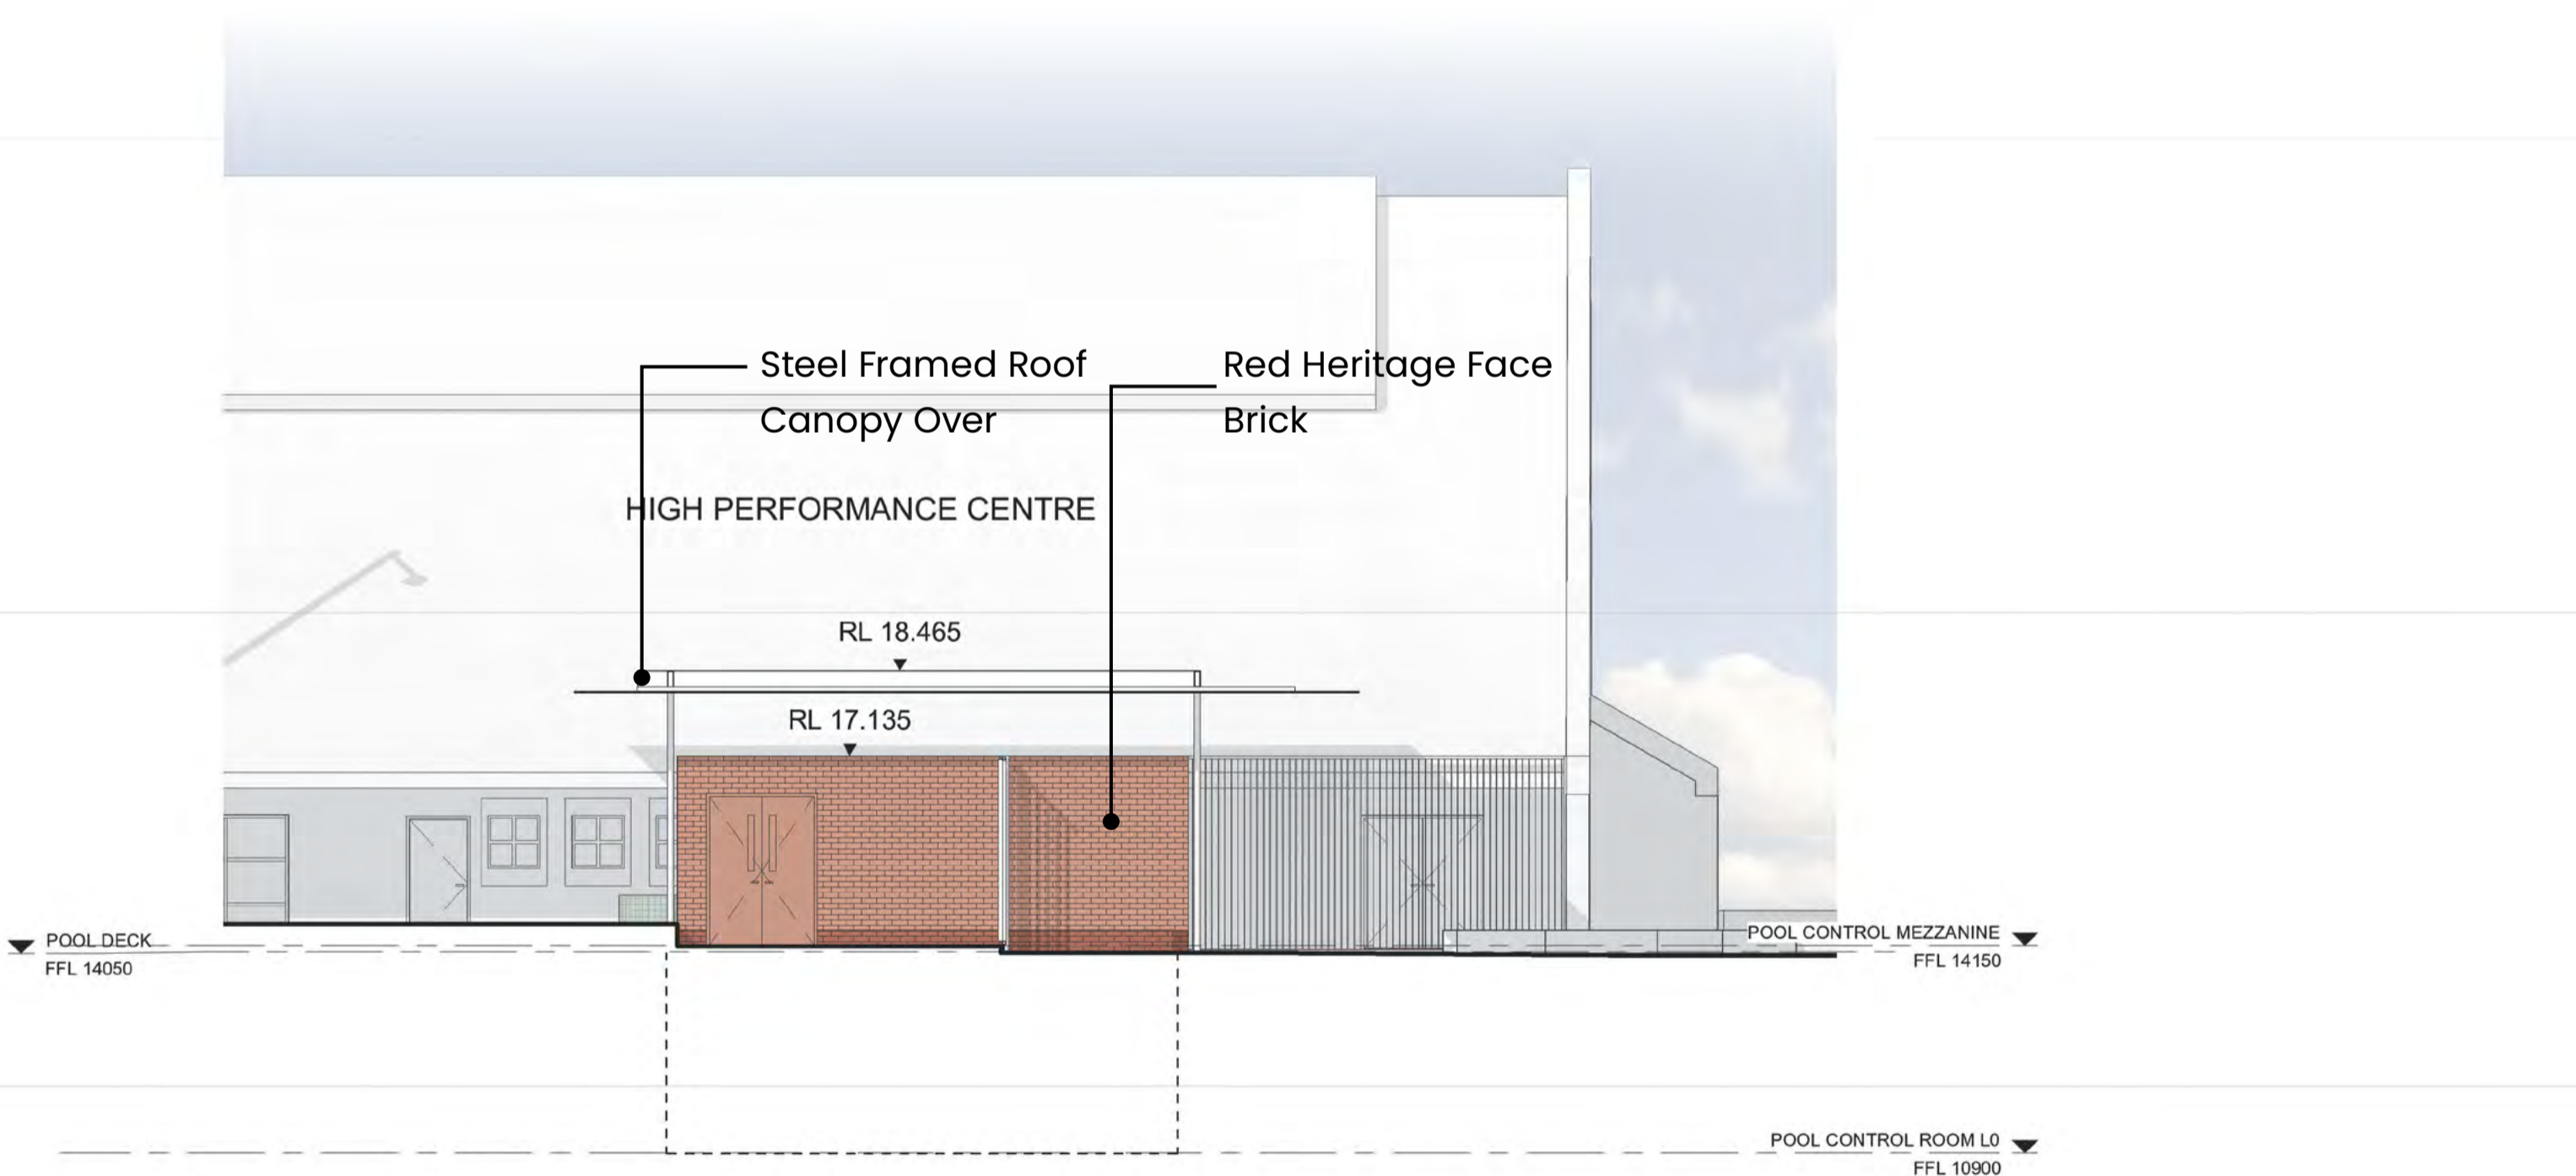 Steel Framed Roof
Canopy Over
Red Heritage Face
Brick
HIGH PERFORMANCE CENTRE
RL 18.465
RL 17.135
POOL DECK
FFL 14050
POOL CONTROL MEZZANINE
FFL 14150
POOL CONTROL ROOM L0
FFL 10900